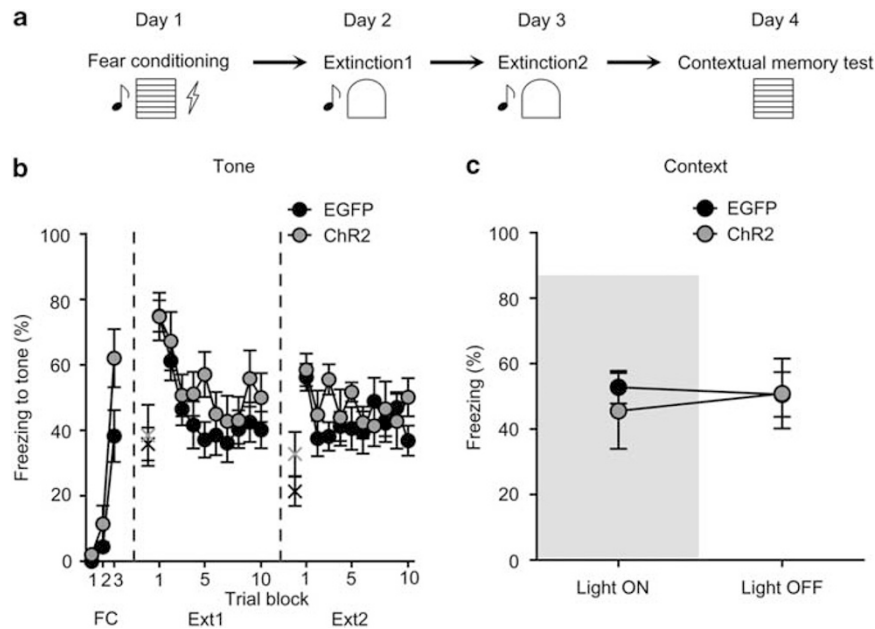 a
Day 1 Day 2 Day 3 Day 4
Fear conditioning Extinction1 Extinction2 Contextual memory test
b Tone
EGFP
ChR2
Freezing to tone (%)
100
80
60
40
20
0
1 2 3 1 5 10 1 5 10
Trial block
FC Ext1 Ext2
c Context
EGFP
ChR2
Freezing (%)
100
80
60
40
20
0
Light ON Light OFF